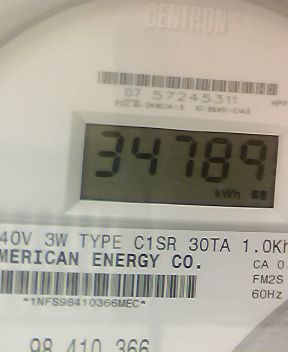 CENTRON
07 57245311
34789
kWh
40V 3W TYPE C1SR 30TA 1.0Kh
MERICAN ENERGY CO.
CA 0.
FM2S
60Hz
*1NFS98410366MEC*
98 410 366